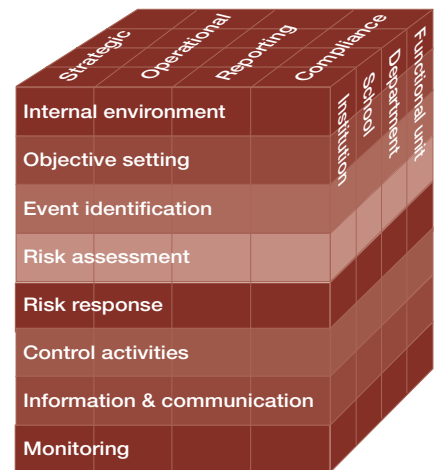 Strategic
Operational
Reporting
Compliance
Institution
School
Department
Functional unit
Internal environment
Objective setting
Event identification
Risk assessment
Risk response
Control activities
Information & communication
Monitoring